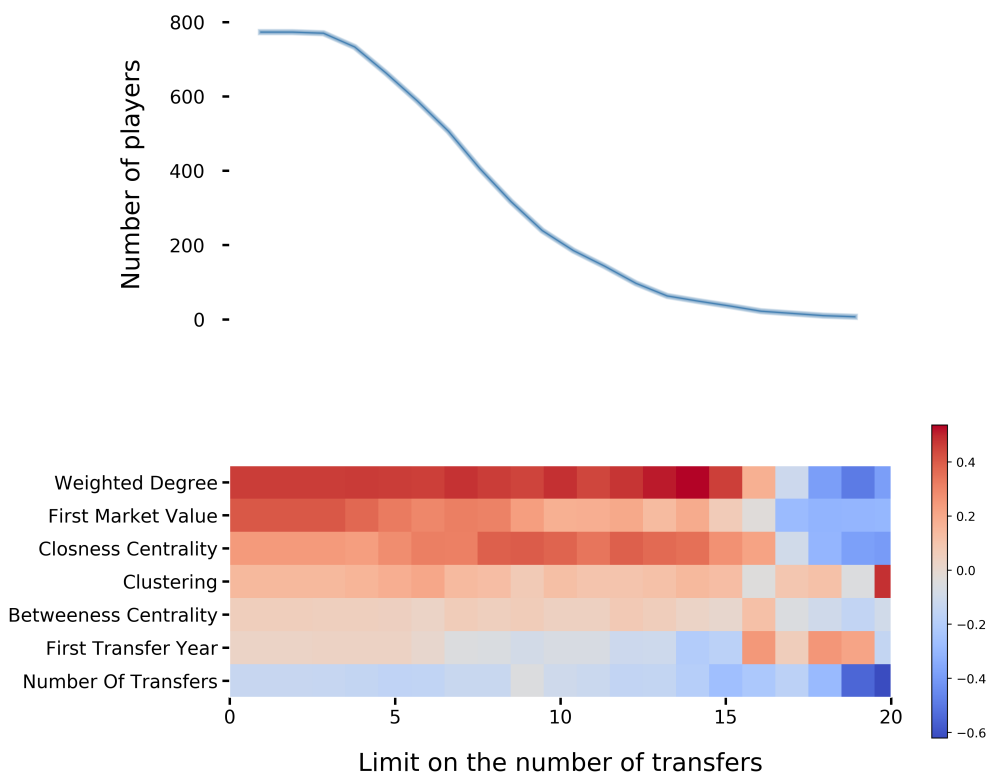 800
600
400
200
0
Number of players
Weighted Degree
First Market Value
Closness Centrality
Clustering
Betweeness Centrality
First Transfer Year
Number Of Transfers
0 5 10 15 20
Limit on the number of transfers
0.4
0.2
0.0
−0.2
−0.4
−0.6